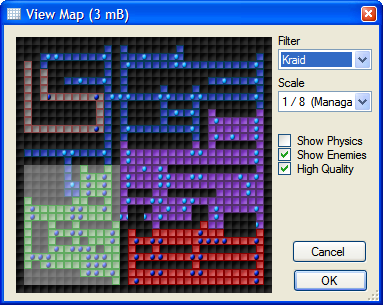 View Map (3 mB)
Filter
Kraid
Scale
1 / 8 (Managa
Show Physics
Show Enemies
High Quality
Cancel
OK